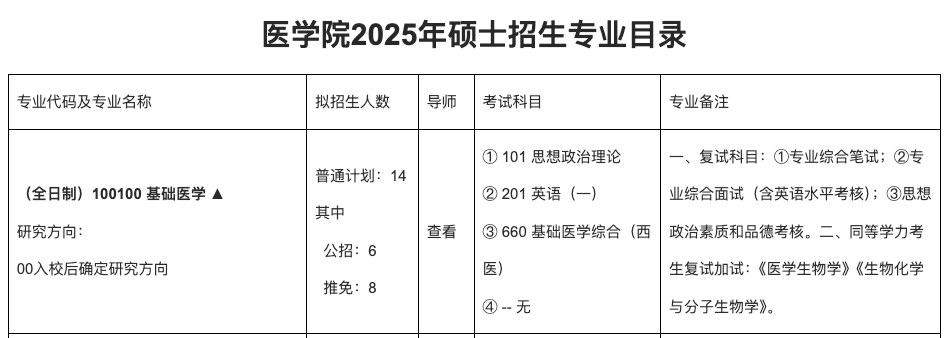 医学院2025年硕士招生专业目录
专业代码及专业名称
拟招生人数
导师
考试科目
专业备注
（全日制）100100 基础医学 ▲
研究方向：
00入校后确定研究方向
普通计划：14
其中
公招：6
推免：8
查看
① 101 思想政治理论
② 201 英语（一）
③ 660 基础医学综合（西
医）
④ -- 无
一、复试科目：①专业综合笔试；②专
业综合面试（含英语水平考核）；③思想
政治素质和品德考核。二、同等学力考
生复试加试：《医学生物学》《生物化学
与分子生物学》。